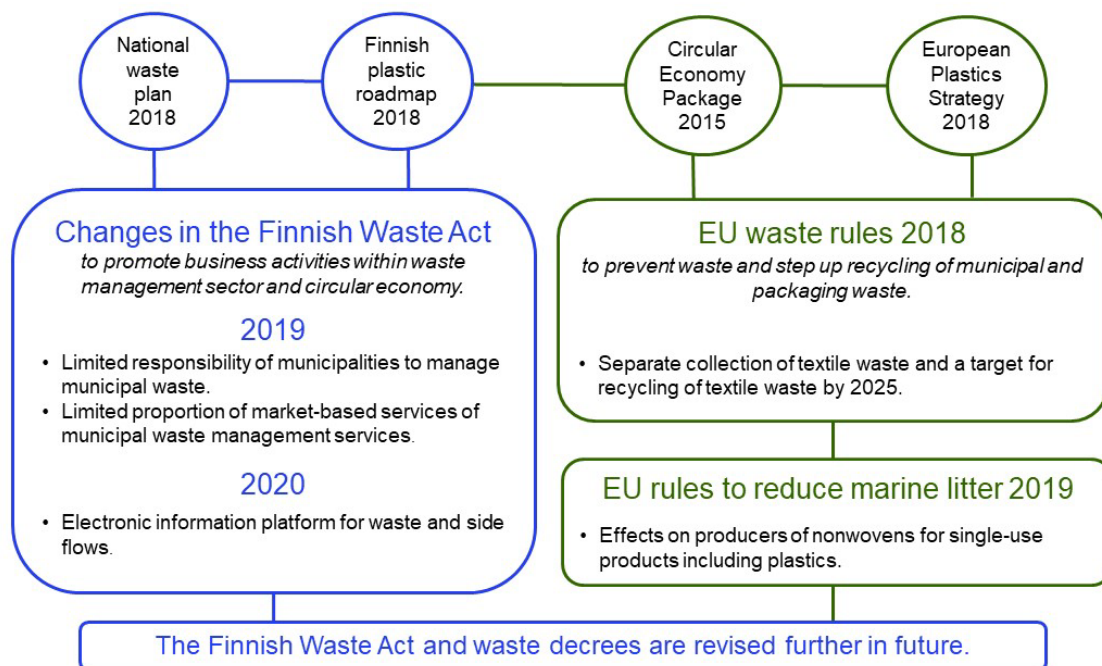 National
waste
plan
2018
Finnish
plastic
roadmap
2018
Circular
Economy
Package
2015
European
Plastics
Strategy
2018
Changes in the Finnish Waste Act
to promote business activities within waste
management sector and circular economy.
2019
• Limited responsibility of municipalities to manage
municipal waste.
• Limited proportion of market-based services of
municipal waste management services.
2020
• Electronic information platform for waste and side
flows.
EU waste rules 2018
to prevent waste and step up recycling of municipal and
packaging waste.
• Separate collection of textile waste and a target for
recycling of textile waste by 2025.
EU rules to reduce marine litter 2019
• Effects on producers of nonwovens for single-use
products including plastics.
The Finnish Waste Act and waste decrees are revised further in future.